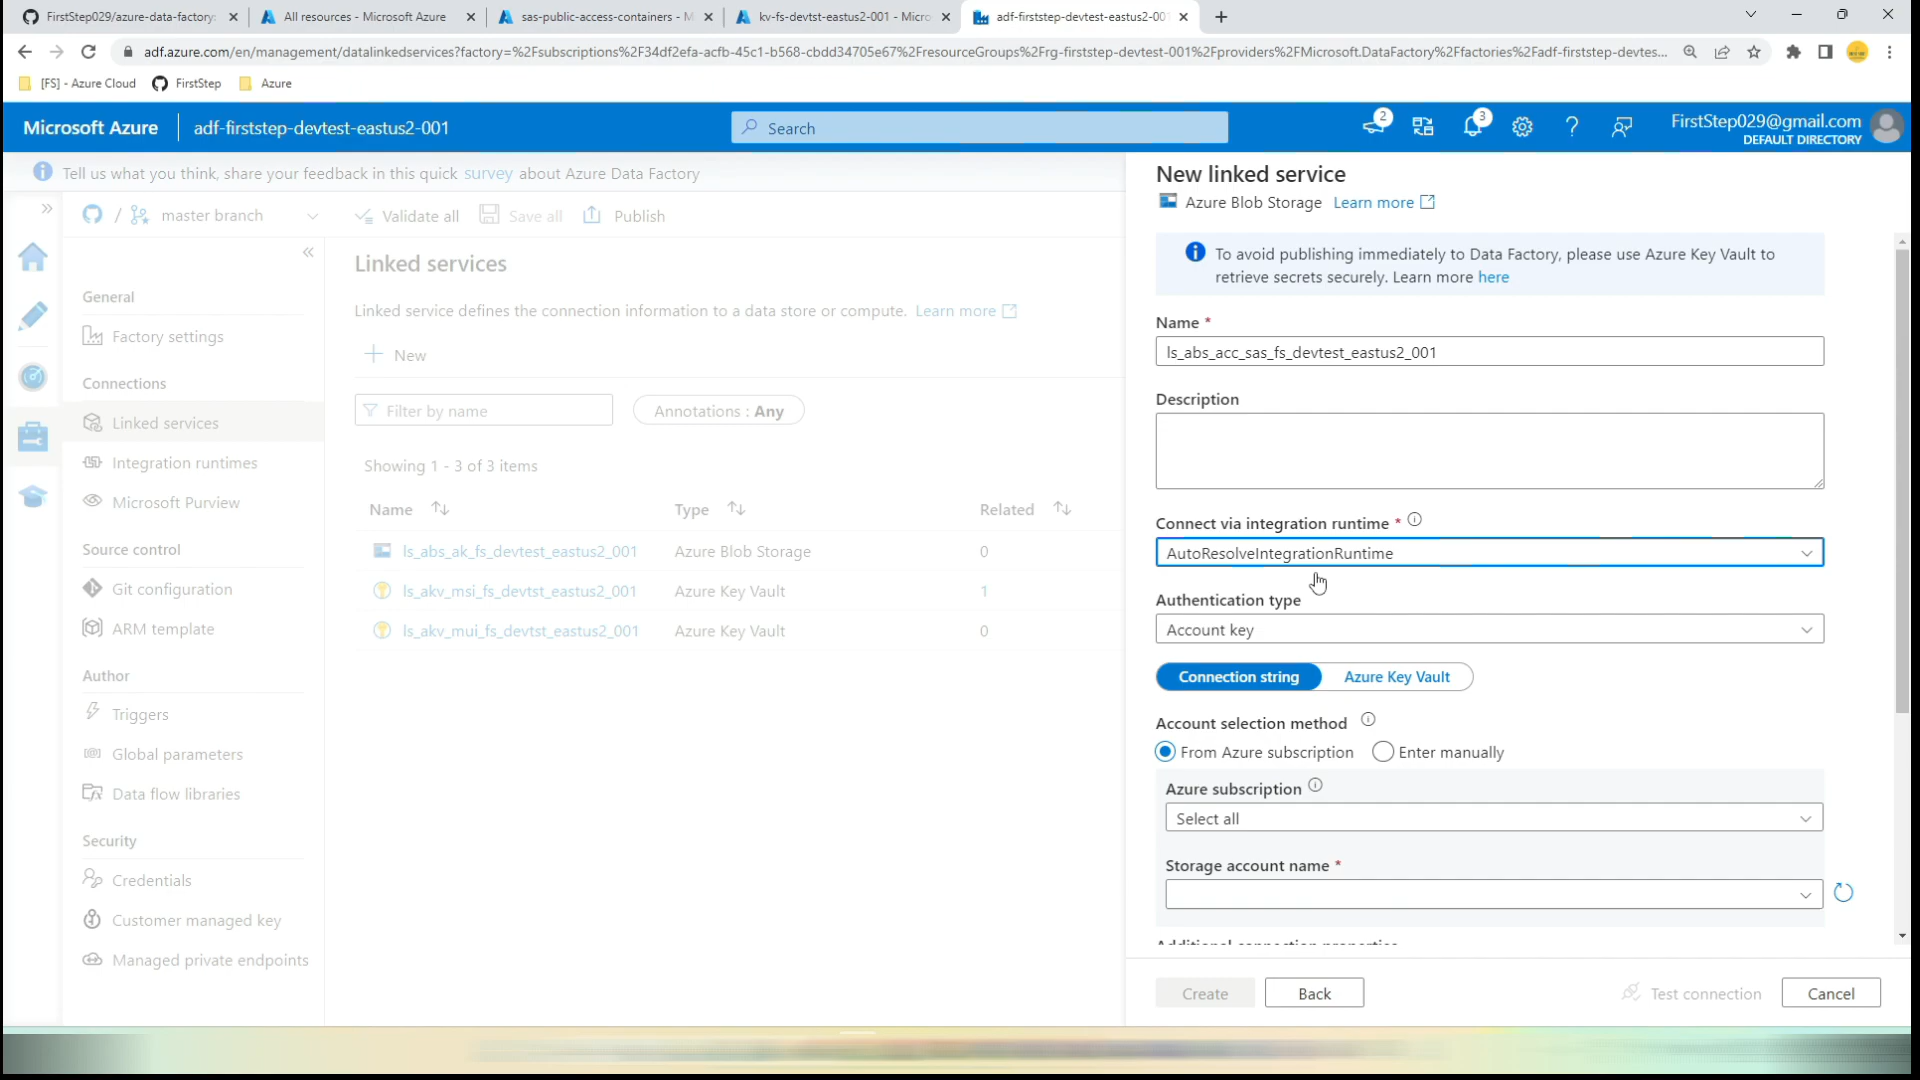 FirstStep029/azure-data-factory:
All resources - Microsoft Azure
sas-public-access-containers - M
kv-fs-devtst-eastus2-001 - Micro
adf-firststep-devtest-eastus2-00
adf.azure.com/en/management/datalinkedservices?factory=%2Fsubscriptions%2F34df2efa-acfb-45c1-b568-cbdd34705e67%2FresourceGroups%2Frg-firststep-devtest-001%2Fproviders%2FMicrosoft.DataFactory%2Ffactories%2Fadf-firststep-devtes...
[FS] - Azure Cloud
FirstStep
Azure
Microsoft Azure
adf-firststep-devtest-eastus2-001
Search
2
3
FirstStep029@gmail.com
DEFAULT DIRECTORY
Tell us what you think, share your feedback in this quick survey about Azure Data Factory
/ master branch
Validate all
Save all
Publish
General
Factory settings
Connections
Linked services
Integration runtimes
Microsoft Purview
Source control
Git configuration
ARM template
Author
Triggers
Global parameters
Data flow libraries
Security
Credentials
Customer managed key
Managed private endpoints
Linked services
Linked service defines the connection information to a data store or compute. Learn more
New
Filter by name
Annotations : Any
Showing 1 - 3 of 3 items
Name Type Related
ls_abs_ak_fs_devtest_eastus2_001 Azure Blob Storage 0
ls_akv_msi_fs_devtst_eastus2_001 Azure Key Vault 1
ls_akv_mui_fs_devtst_eastus2_001 Azure Key Vault 0
New linked service
Azure Blob Storage Learn more
To avoid publishing immediately to Data Factory, please use Azure Key Vault to
retrieve secrets securely. Learn more here
Name *
ls_abs_acc_sas_fs_devtest_eastus2_001
Description
Connect via integration runtime *
AutoResolveIntegrationRuntime
Authentication type
Account key
Connection string
Azure Key Vault
Account selection method
From Azure subscription
Enter manually
Azure subscription
Select all
Storage account name *
Additional connection properties
Create
Back
Test connection
Cancel